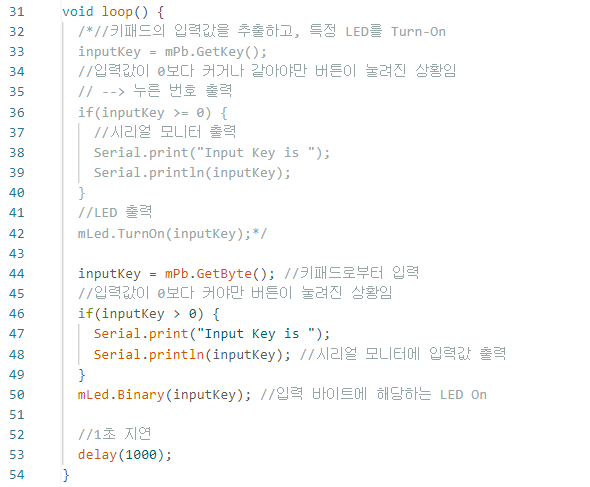 31 void loop() {
32 /*//키패드의 입력값을 추출하고, 특정 LED를 Turn-On
33 inputKey = mPb.GetKey();
34 //입력값이 0보다 커거나 같아야만 버튼이 눌려진 상황임
35 // --> 누른 번호 출력
36 if(inputKey >= 0) {
37 //시리얼 모니터 출력
38 Serial.print("Input Key is ");
39 Serial.println(inputKey);
40 }
41 //LED 출력
42 mLed.TurnOn(inputKey);*/
43
44 inputKey = mPb.GetByte(); //키패드로부터 입력
45 //입력값이 0보다 커야만 버튼이 눌려진 상황임
46 if(inputKey > 0) {
47 Serial.print("Input Key is ");
48 Serial.println(inputKey); //시리얼 모니터에 입력값 출력
49 }
50 mLed.Binary(inputKey); //입력 바이트에 해당하는 LED On
51
52 //1초 지연
53 delay(1000);
54 }